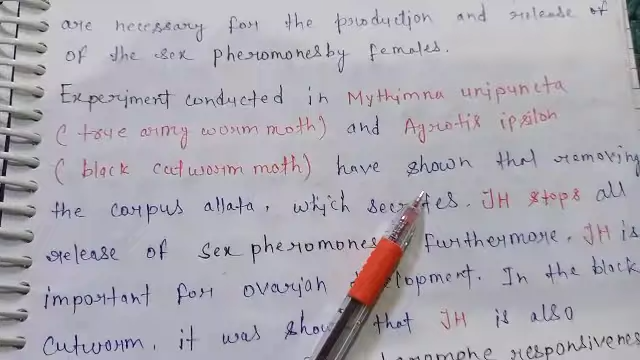 are necessary for the production and release of
of the sex pheromones by females.
Experiment conducted in Mythimna unipuncta
(true army worm moth) and Agrotis ipsilon
(black cutworm moth) have shown that removing
the corpus allata, which secretes. JH stops all
release of sex pheromones Furthermore, JH is
important for ovarian In the black
cutworm, it was that JH is also
responsiveness